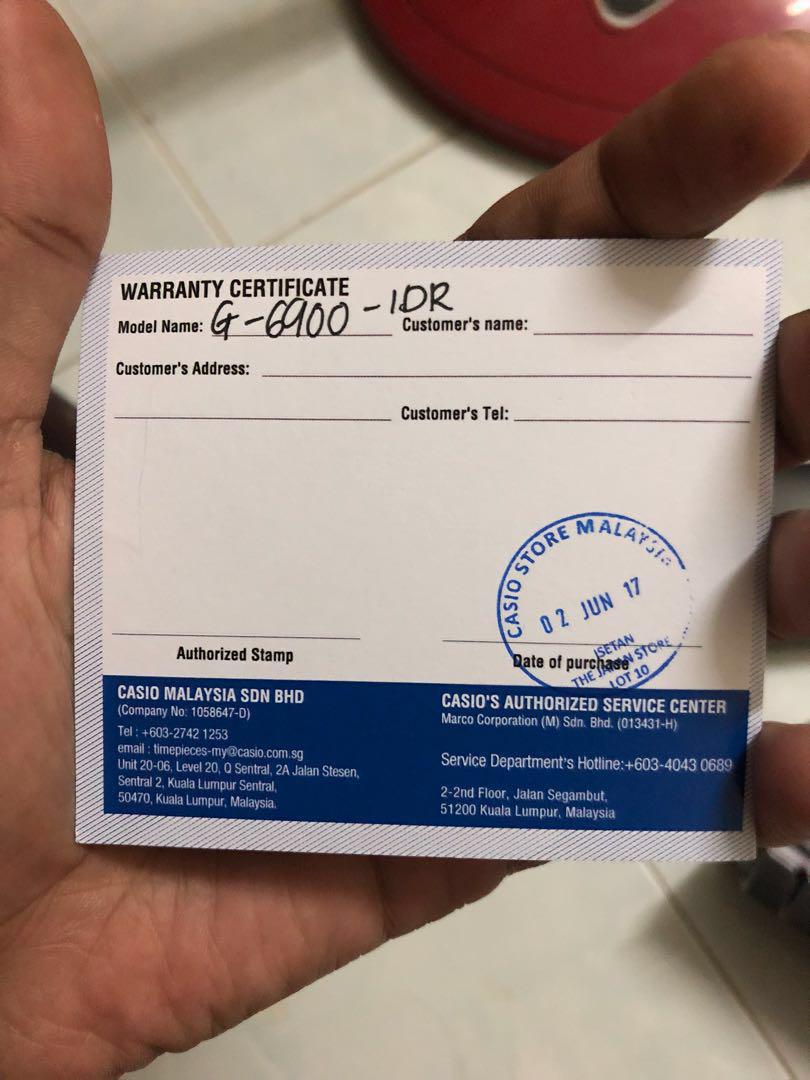 WARRANTY CERTIFICATE
Model Name: G-6900-1DR Customer's name:
Customer's Address:
Customer's Tel:
CASIO STORE MALAYSIA
02 JUN 17
ISETAN
THE JAPAN STORE
LOT 10
Authorized Stamp
Date of purchase
CASIO MALAYSIA SDN BHD
(Company No: 1058647-D)
Tel : +603-2742 1253
email : timepieces-my@casio.com.sg
Unit 20-06, Level 20, Q Sentral, 2A Jalan Stesen,
Sentral 2, Kuala Lumpur Sentral,
50470, Kuala Lumpur, Malaysia.
CASIO'S AUTHORIZED SERVICE CENTER
Marco Corporation (M) Sdn. Bhd. (013431-H)
Service Department's Hotline:+603-4043 0689
2-2nd Floor, Jalan Segambut,
51200 Kuala Lumpur, Malaysia